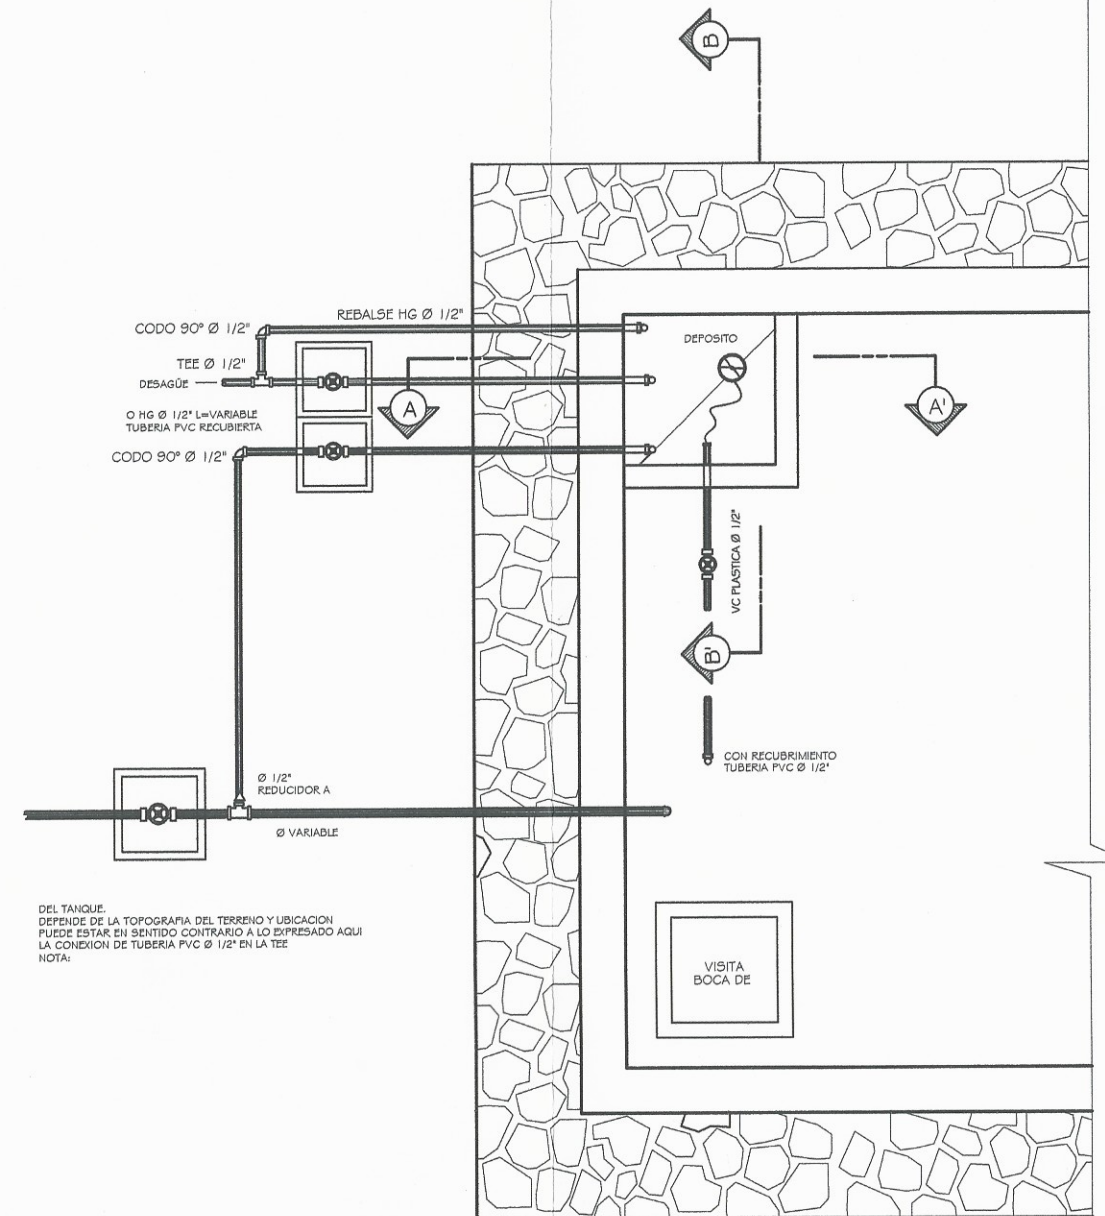 B
REBALSE HG Ø 1/2"
CODO 90° Ø 1/2"
DEPOSITO
TEE Ø 1/2"
DESAGÜE
A
A'
O HG Ø 1/2" L=VARIABLE
TUBERIA PVC RECUBIERTA
CODO 90° Ø 1/2"
VC PLASTICA Ø 1/2"
B'
CON RECUBRIMIENTO
TUBERIA PVC Ø 1/2"
Ø 1/2"
REDUCIDOR A
Ø VARIABLE
DEL TANQUE.
DEPENDE DE LA TOPOGRAFIA DEL TERRENO Y UBICACION
PUEDE ESTAR EN SENTIDO CONTRARIO A LO EXPRESADO AQUI
LA CONEXION DE TUBERIA PVC Ø 1/2" EN LA TEE
NOTA:
VISITA
BOCA DE